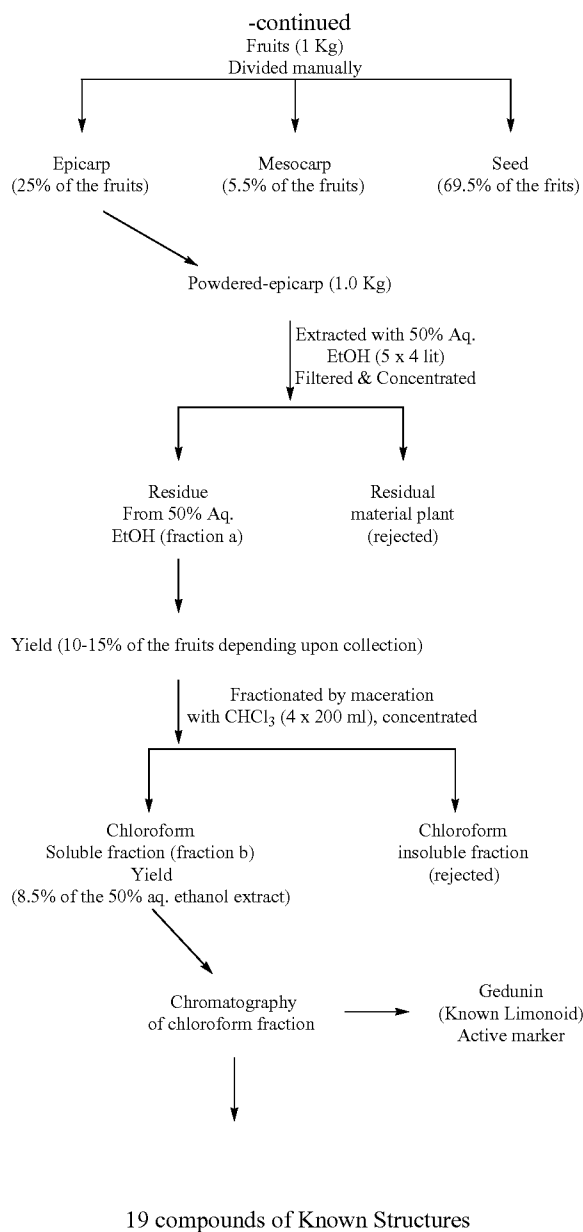 -continued
Fruits (1 Kg)
Divided manually
Epicarp
(25% of the fruits)
Mesocarp
(5.5% of the fruits)
Seed
(69.5% of the frits)
Powdered-epicarp (1.0 Kg)
Extracted with 50% Aq.
EtOH (5 x 4 lit)
Filtered & Concentrated
Residue
From 50% Aq.
EtOH (fraction a)
Residual
material plant
(rejected)
Yield (10-15% of the fruits depending upon collection)
Fractionated by maceration
with CHCl3 (4 x 200 ml), concentrated
Chloroform
Soluble fraction (fraction b)
Yield
(8.5% of the 50% aq. ethanol extract)
Chloroform
insoluble fraction
(rejected)
Chromatography
of chloroform fraction
Gedunin
(Known Limonoid)
Active marker
19 compounds of Known Structures